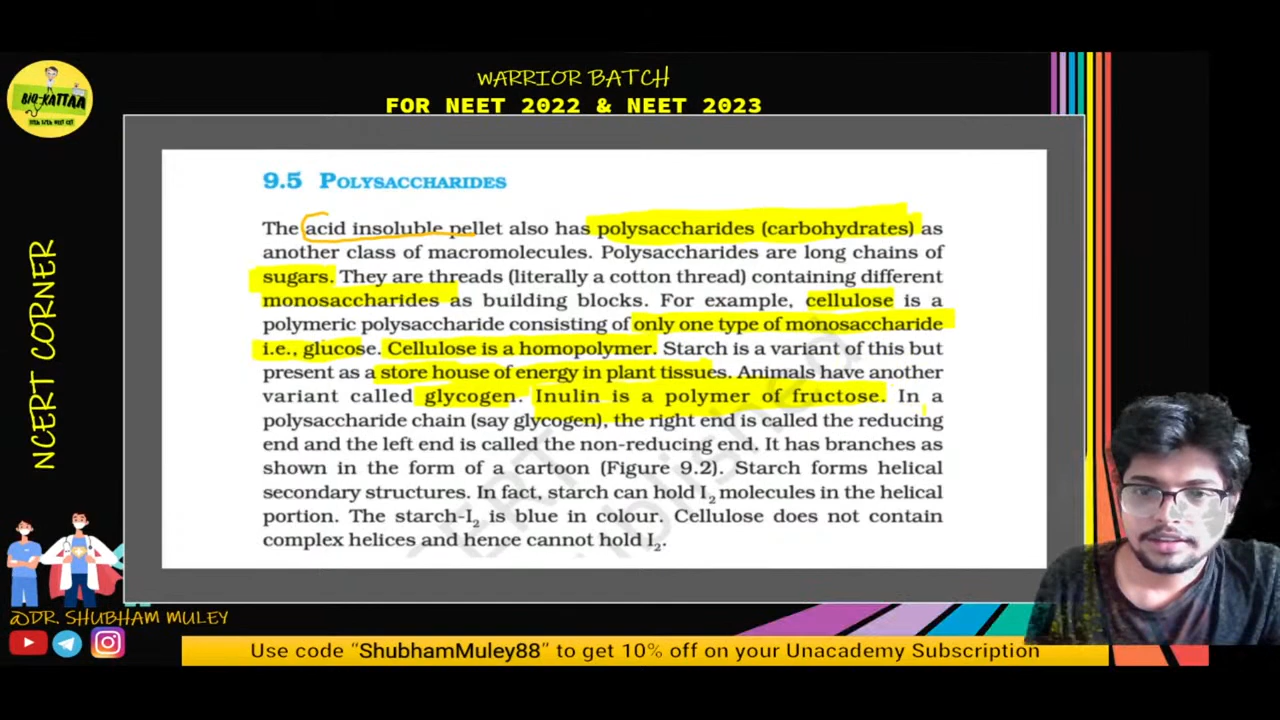 BIO-KATTAA
WARRIOR BATCH
FOR NEET 2022 & NEET 2023
NCERT CORNER
9.5 POLYSACCHARIDES
The acid insoluble pellet also has polysaccharides (carbohydrates) as
another class of macromolecules. Polysaccharides are long chains of
sugars. They are threads (literally a cotton thread) containing different
monosaccharides as building blocks. For example, cellulose is a
polymeric polysaccharide consisting of only one type of monosaccharide
i.e., glucose. Cellulose is a homopolymer. Starch is a variant of this but
present as a store house of energy in plant tissues. Animals have another
variant called glycogen. Inulin is a polymer of fructose. In a
polysaccharide chain (say glycogen), the right end is called the reducing
end and the left end is called the non-reducing end. It has branches as
shown in the form of a cartoon (Figure 9.2). Starch forms helical
secondary structures. In fact, starch can hold I₂ molecules in the helical
portion. The starch-I₂ is blue in colour. Cellulose does not contain
complex helices and hence cannot hold I₂.
@DR. SHUBHAM MULEY
Use code “ShubhamMuley88” to get 10% off on your Unacademy Subscription